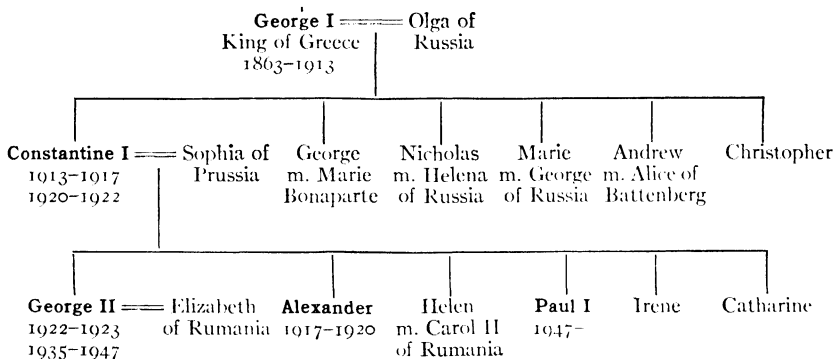 George I Olga of
King of Greece Russia
1863–1913
Constantine I Sophia of George Nicholas Marie Andrew Christopher
1913–1917 Prussia m. Marie m. Helena m. George m. Alice of
1920–1922 Bonaparte of Russia of Russia Battenberg
George II Elizabeth Alexander Helen Paul I Irene Catharine
1922–1923 of Rumania 1917–1920 m. Carol II 1947–
1935–1947 of Rumania